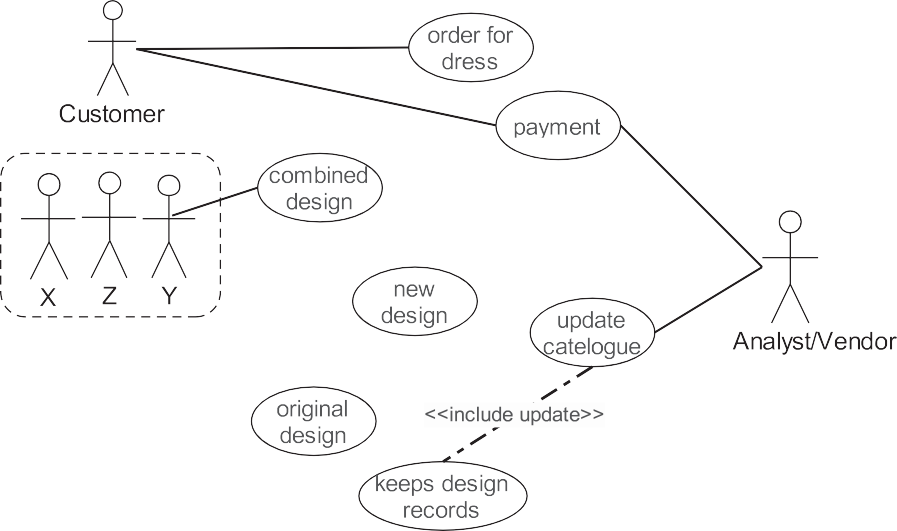 order for
dress
Customer
payment
combined
design
X Z Y
new
design
update
catelogue
Analyst/Vendor
original
design
<<include update>>
keeps design
records